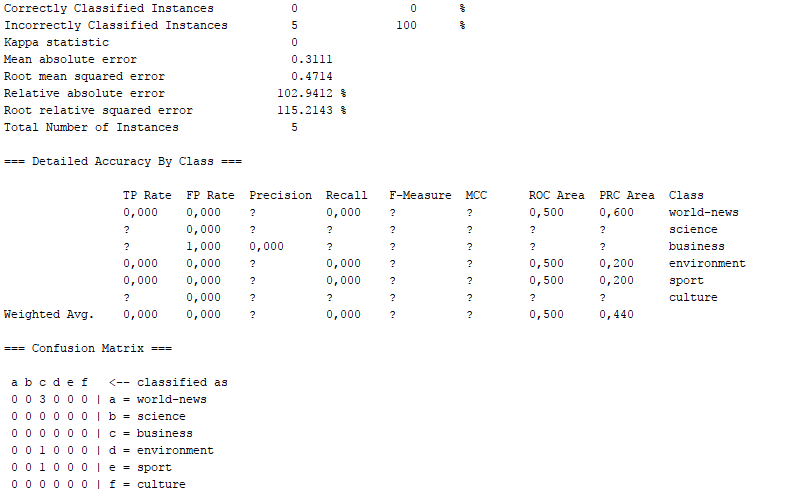 Correctly Classified Instances 0 0 %
Incorrectly Classified Instances 5 100 %
Kappa statistic 0
Mean absolute error 0.3111
Root mean squared error 0.4714
Relative absolute error 102.9412 %
Root relative squared error 115.2143 %
Total Number of Instances 5
=== Detailed Accuracy By Class ===
TP Rate FP Rate Precision Recall F-Measure MCC ROC Area PRC Area Class
0,000 0,000 ? 0,000 ? ? 0,500 0,600 world-news
? 0,000 ? ? ? ? ? ? science
? 1,000 0,000 ? ? ? ? ? business
0,000 0,000 ? 0,000 ? ? 0,500 0,200 environment
0,000 0,000 ? 0,000 ? ? 0,500 0,200 sport
? 0,000 ? ? ? ? ? ? culture
Weighted Avg. 0,000 0,000 ? 0,000 ? ? 0,500 0,440
=== Confusion Matrix ===
a b c d e f <-- classified as
0 0 3 0 0 0 | a = world-news
0 0 0 0 0 0 | b = science
0 0 0 0 0 0 | c = business
0 0 1 0 0 0 | d = environment
0 0 1 0 0 0 | e = sport
0 0 0 0 0 0 | f = culture